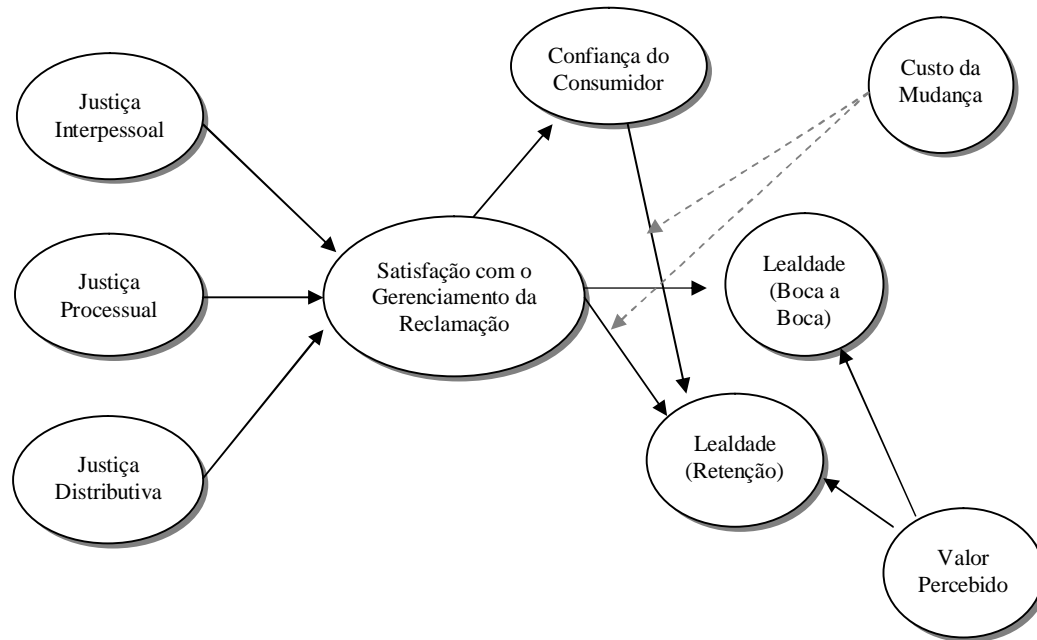 Justiça
Interpessoal
Confiança do
Consumidor
Custo da
Mudança
Justiça
Processual
Satisfação com o
Gerenciamento da
Reclamação
Lealdade
(Boca a
Boca)
Justiça
Distributiva
Lealdade
(Retenção)
Valor
Percebido